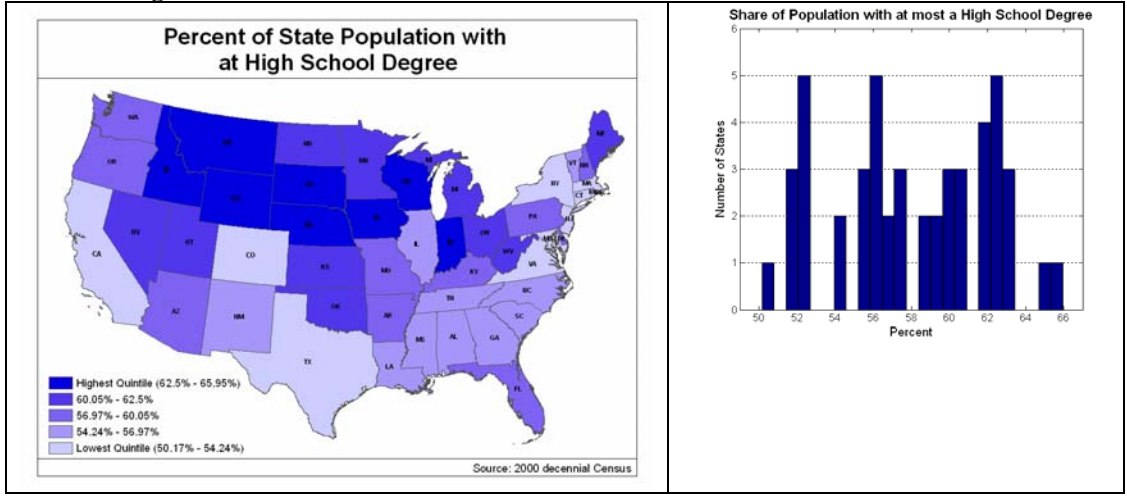 Percent of State Population with
at High School Degree
WA
OR
CA
NV
UT
AZ
CO
NM
TX
KS
OK
MO
AR
LA
MS
AL
GA
FL
SC
NC
TN
KY
VA
WV
OH
PA
NY
VT
MA
CT
MI
IL
Highest Quintile (62.5% - 65.95%)
60.05% - 62.5%
56.97% - 60.05%
54.24% - 56.97%
Lowest Quintile (50.17% - 54.24%)
Source: 2000 decennial Census
Share of Population with at most a High School Degree
Number of States
6
5
4
3
2
1
0
50 52 54 56 58 60 62 64 66
Percent